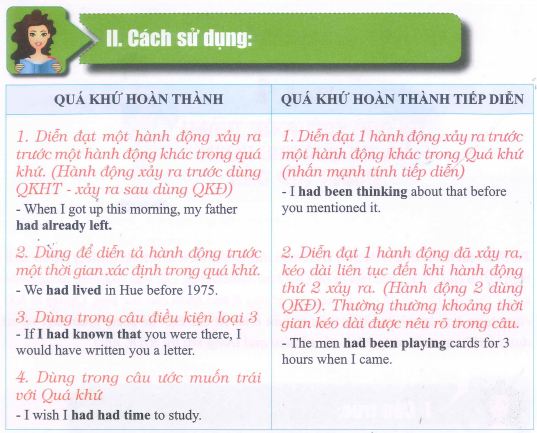 II. Cách sử dụng:
QUÁ KHỨ HOÀN THÀNH
1. Diễn đạt một hành động xảy ra
trước một hành động khác trong quá
khứ. (Hành động xảy ra trước dùng
QKHT - xảy ra sau dùng QKĐ)
- When I got up this morning, my father
had already left.
2. Dùng để diễn tả hành động trước
một thời gian xác định trong quá khứ.
- We had lived in Hue before 1975.
3. Dùng trong câu điều kiện loại 3
- If I had known that you were there, I
would have written you a letter.
4. Dùng trong câu ước muốn trái
với Quá khứ
- I wish I had had time to study.
QUÁ KHỨ HOÀN THÀNH TIẾP DIỄN
1. Diễn đạt 1 hành động xảy ra trước
một hành động khác trong Quá khứ
(nhấn mạnh tính tiếp diễn)
- I had been thinking about that before
you mentioned it.
2. Diễn đạt 1 hành động đã xảy ra,
kéo dài liên tục đến khi hành động
thứ 2 xảy ra. (Hành động 2 dùng
QKĐ). Thường thường khoảng thời
gian kéo dài được nêu rõ trong câu.
- The men had been playing cards for 3
hours when I came.